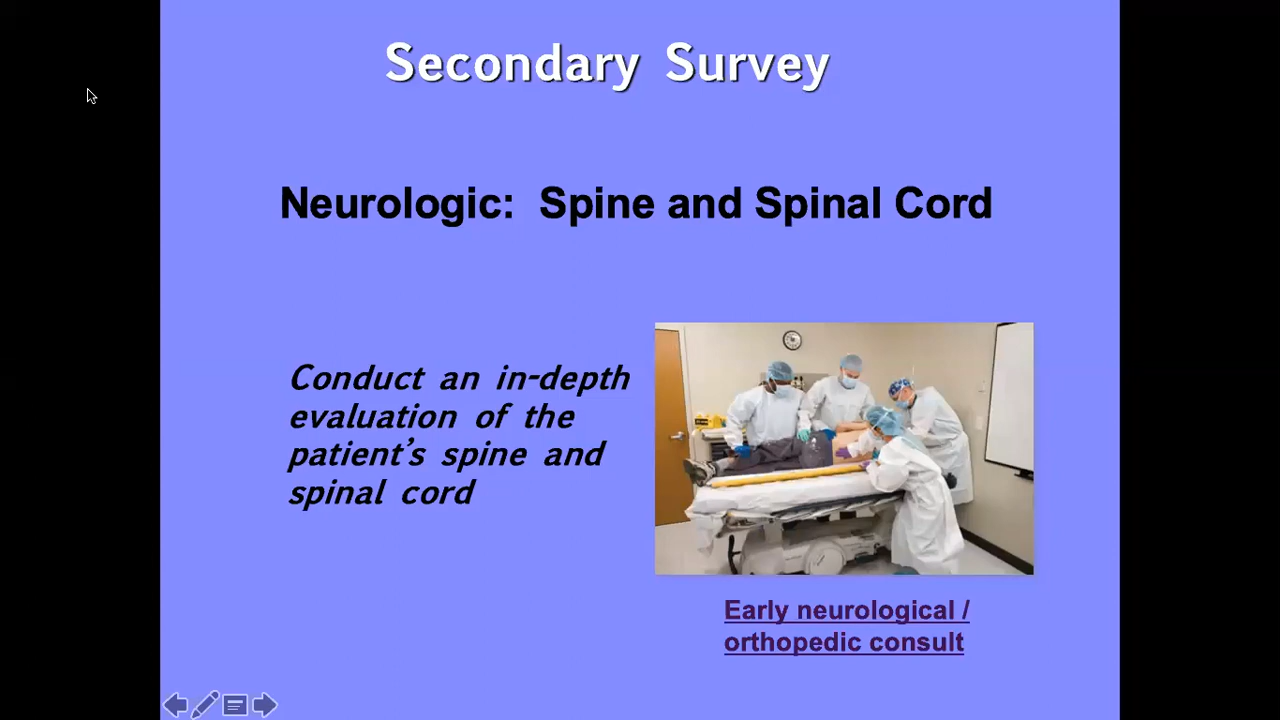 Secondary Survey
Neurologic: Spine and Spinal Cord
Conduct an in-depth
evaluation of the
patient's spine and
spinal cord
Early neurological /
orthopedic consult